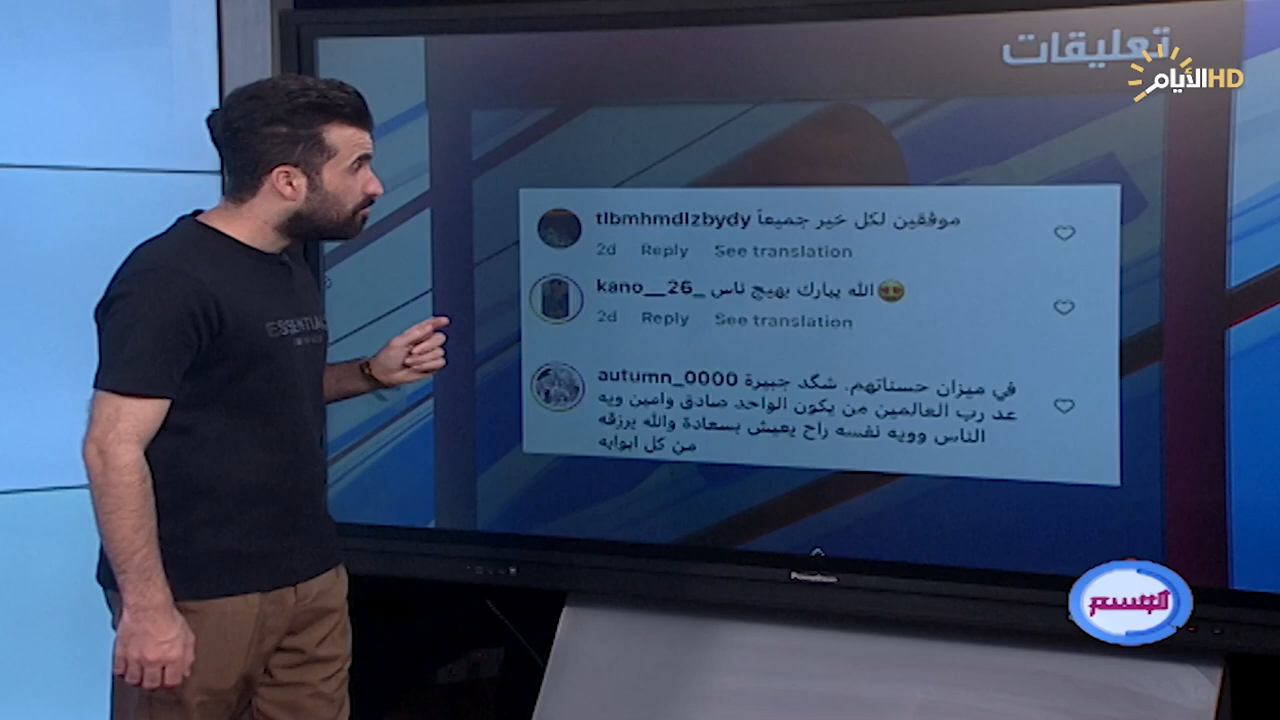 تعليقات
الأيام HD
tlbmhmdlzbydy موفقين لكل خير جميعاً
2d Reply See translation
kano__26_ الله يبارك بهيج ناس😍
2d Reply See translation
autumn_0000 في ميزان حسناتهم. شگد جبيرة
عد رب العالمين من يكون الواحد صادق وامين ويه
الناس وويه نفسه راح يعيش بسعادة والله يرزقه
من كل ابوابه
ESSENTIALS